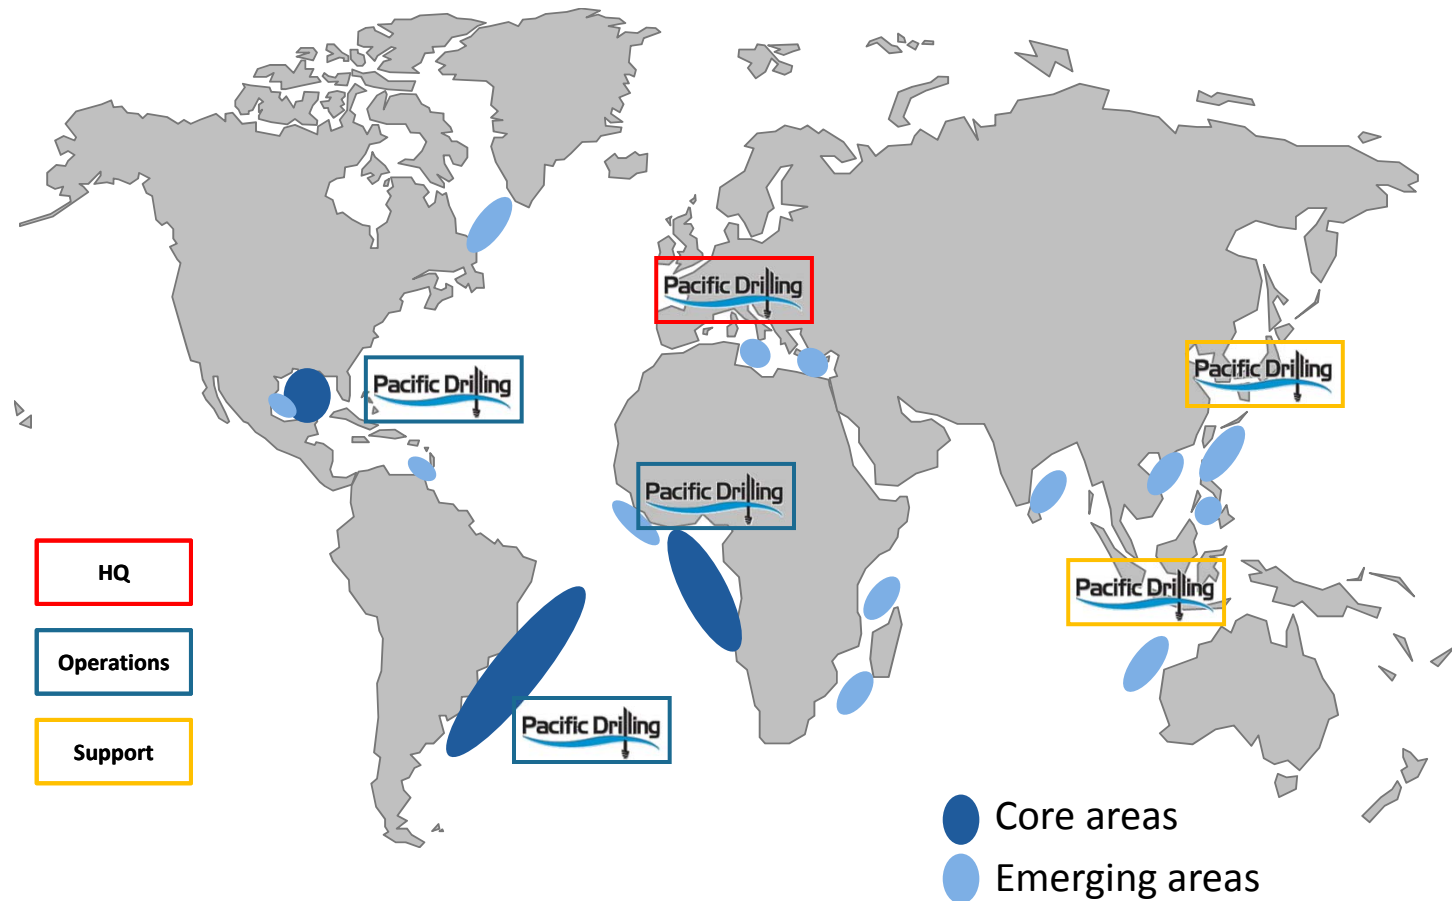 Pacific Drilling
Pacific Drilling
Pacific Drilling
Pacific Drilling
Pacific Drilling
Pacific Drilling
HQ
Operations
Support
Core areas
Emerging areas